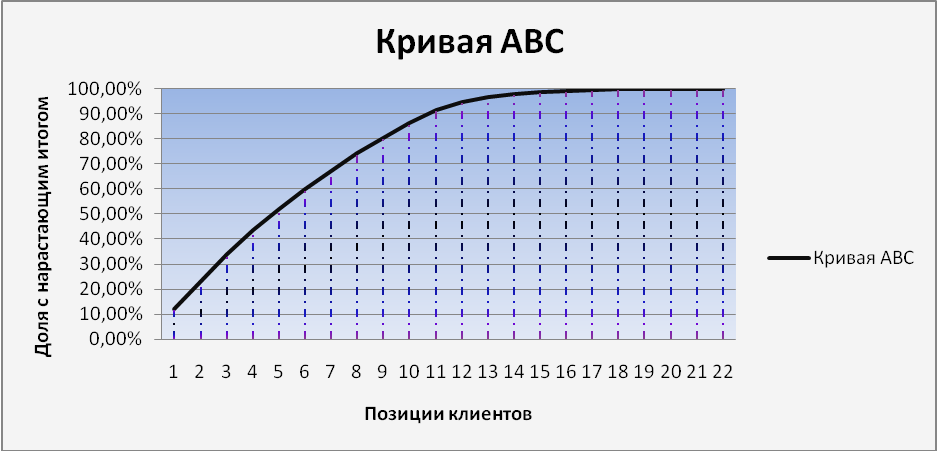 Кривая АВС
Доля с нарастающим итогом
100,00%
90,00%
80,00%
70,00%
60,00%
50,00%
40,00%
30,00%
20,00%
10,00%
0,00%
1 2 3 4 5 6 7 8 9 10 11 12 13 14 15 16 17 18 19 20 21 22
Позиции клиентов
Кривая АВС